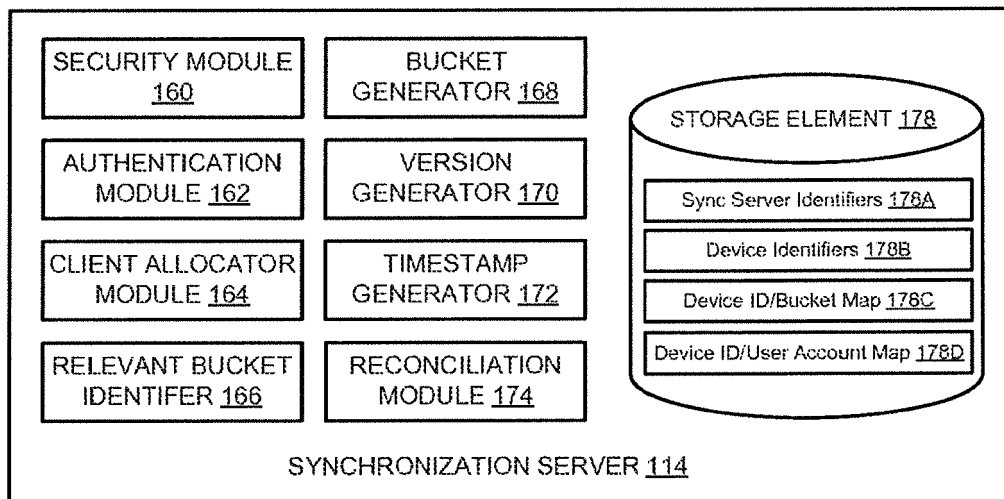 SECURITY MODULE
160
BUCKET
GENERATOR 168
AUTHENTICATION
MODULE 162
VERSION
GENERATOR 170
CLIENT ALLOCATOR
MODULE 164
TIMESTAMP
GENERATOR 172
RELEVANT BUCKET
IDENTIFER 166
RECONCILIATION
MODULE 174
STORAGE ELEMENT 178
Sync Server Identifiers 178A
Device Identifiers 178B
Device ID/Bucket Map 178C
Device ID/User Account Map 178D
SYNCHRONIZATION SERVER 114